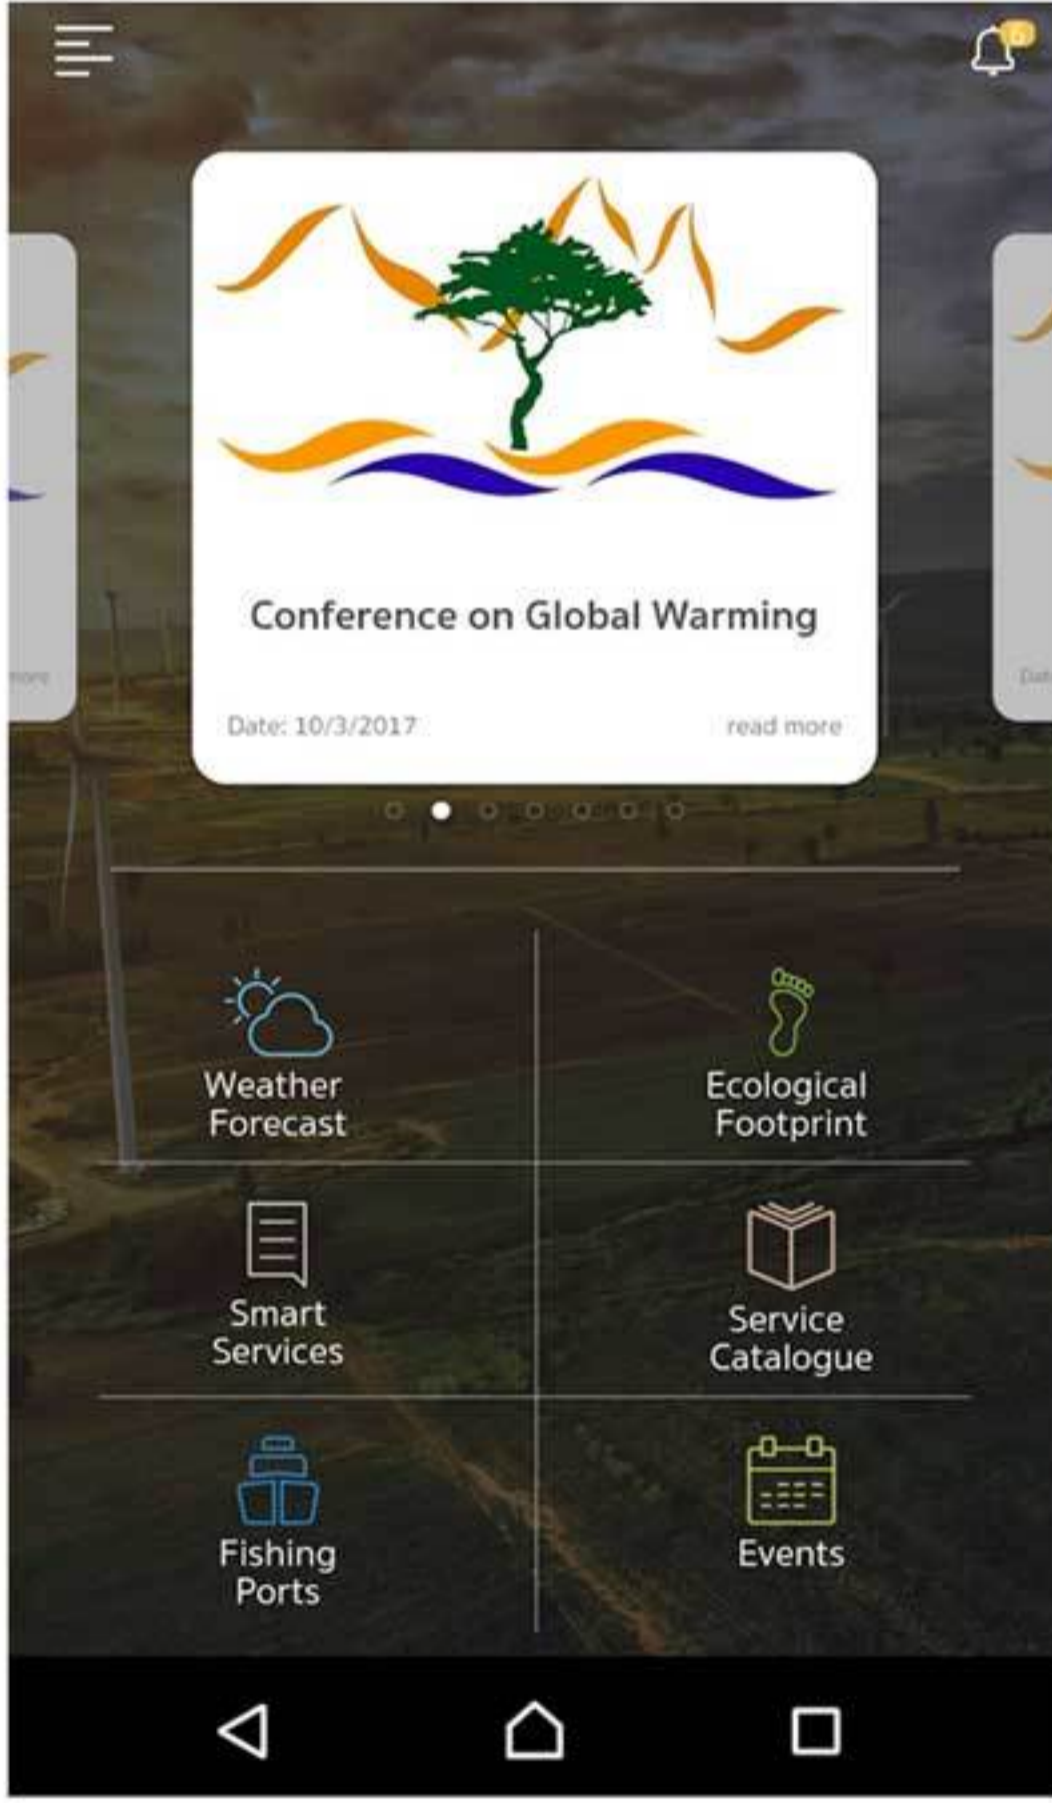 Conference on Global Warming
Date: 10/3/2017
read more
more
Weather
Forecast
Ecological
Footprint
Smart
Services
Service
Catalogue
Fishing
Ports
Events